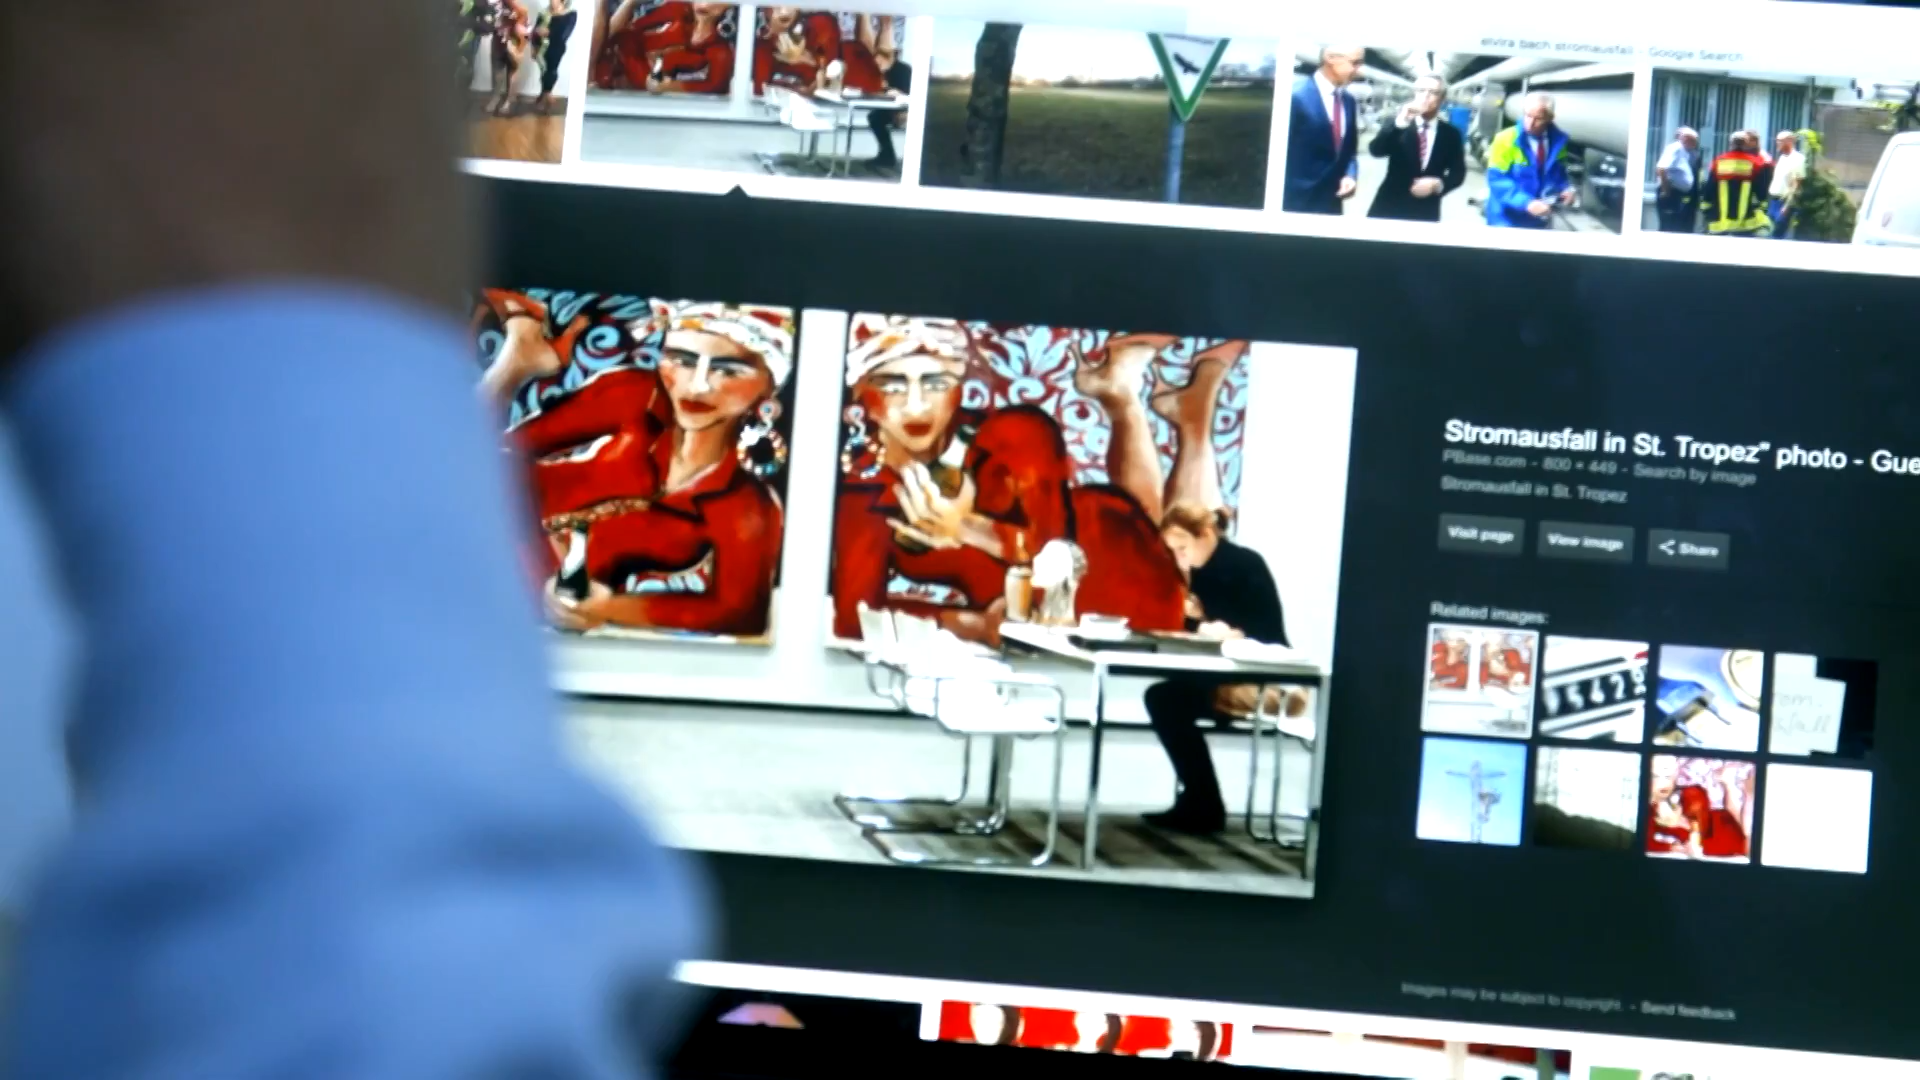 elvira bach stromausfall - Google Search
Stromausfall in St. Tropez" photo - Gue
PBase.com - 800 × 449 - Search by image
Stromausfall in St. Tropez
Visit page
View image
Share
Related images:
Images may be subject to copyright. - Send feedback